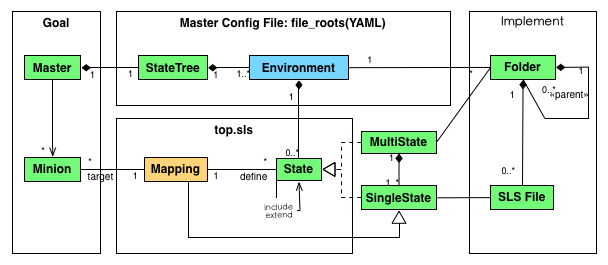 Goal
Master Config File: file_roots(YAML)
Implement
Master
1
1
StateTree
1
1..*
Environment
1
*
Folder
1
1
0..*
«parent»
1
0..*
top.sls
*
Minion
*
target
1
Mapping
1
*
define
State
include
extend
MultiState
1
1..*
SingleState
0..*
SLS File